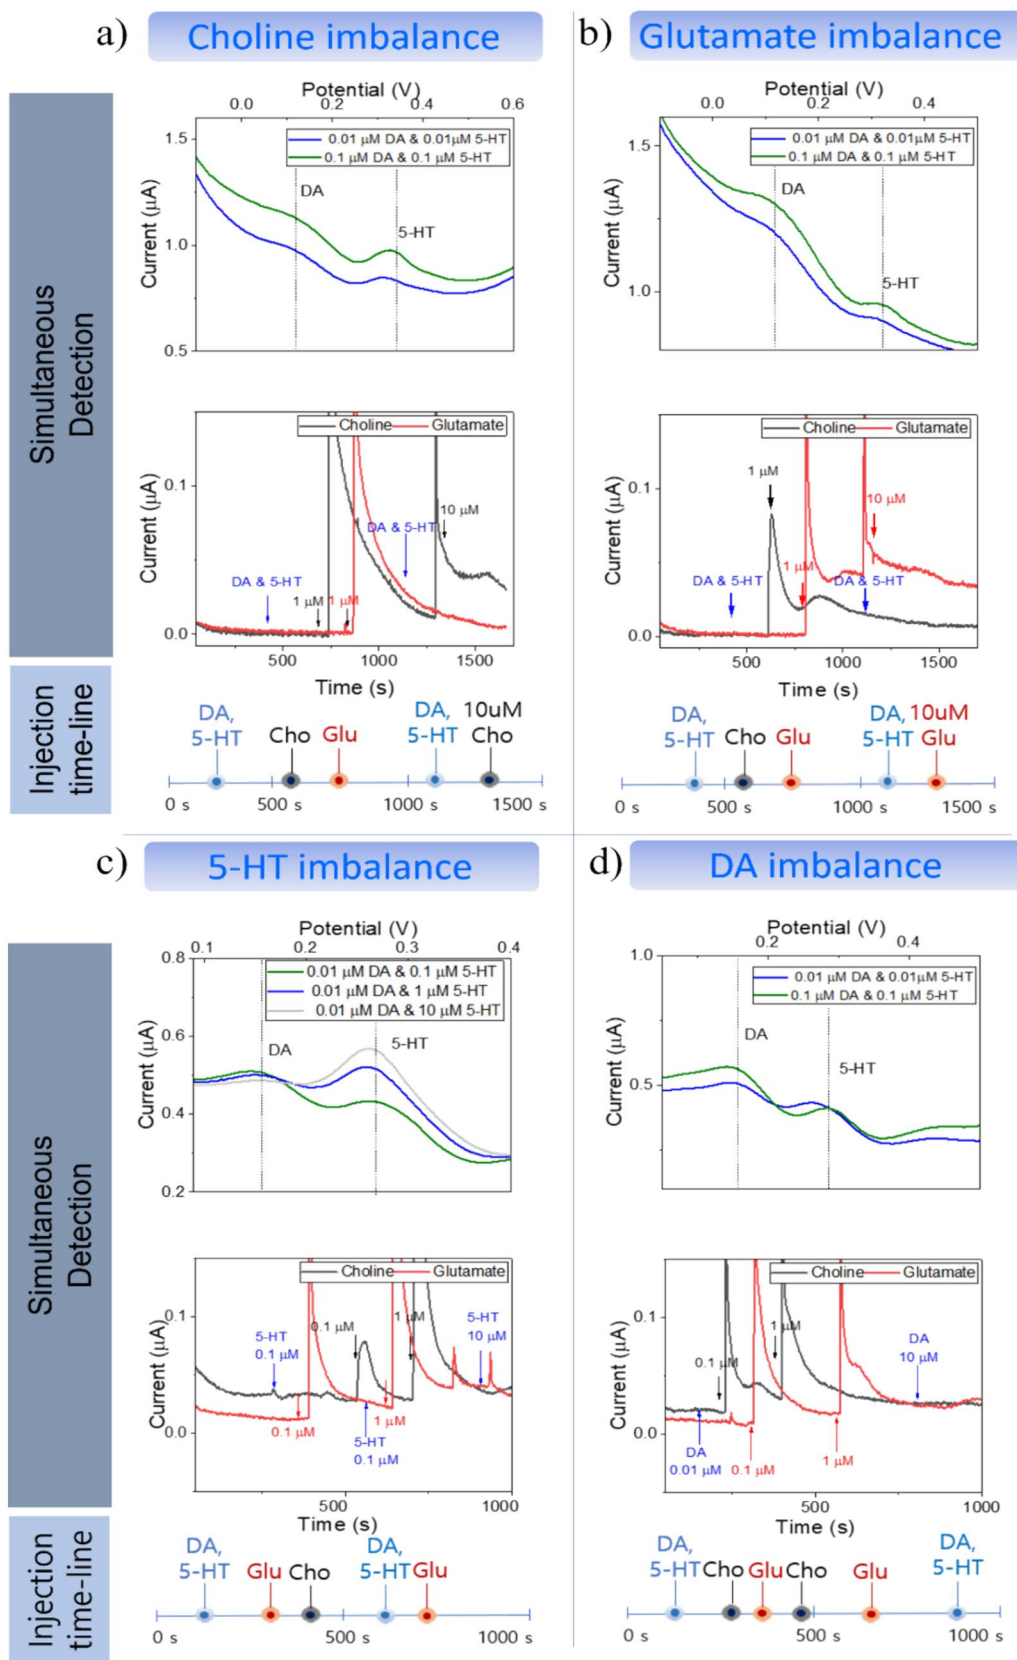 a)
Choline imbalance
Simultaneous
Detection
Potential (V)
0.0 0.2 0.4 0.6
0.01 µM DA & 0.01µM 5-HT
0.1 µM DA & 0.1 µM 5-HT
DA
5-HT
Current (µA)
1.5
1.0
0.5
Choline
Glutamate
Current (µA)
0.1
0.0
DA & 5-HT
1 µM
1 µM
DA & 5-HT
10 µM
500 1000 1500
Time (s)
Injection
time-line
DA,
5-HT
Cho
Glu
DA,
5-HT
10uM
Cho
0 s 500 s 1000 s 1500 s
b)
Glutamate imbalance
Potential (V)
0.0 0.2 0.4
0.01 µM DA & 0.01µM 5-HT
0.1 µM DA & 0.1 µM 5-HT
DA
5-HT
Current (µA)
1.5
1.0
Choline
Glutamate
Current (µA)
0.1
0.0
1 µM
10 µM
DA & 5-HT
1 µM
DA & 5-HT
500 1000 1500
Time (s)
DA,
5-HT
Cho
Glu
DA,
5-HT
10uM
Glu
0 s 500 s 1000 s 1500 s
c)
5-HT imbalance
Simultaneous
Detection
Potential (V)
0.1 0.2 0.3 0.4
0.01 µM DA & 0.1 µM 5-HT
0.01 µM DA & 1 µM 5-HT
0.01 µM DA & 10 µM 5-HT
DA
5-HT
Current (µA)
0.8
0.6
0.4
0.2
Choline
Glutamate
Current (µA)
0.1
0.0
5-HT
0.1 µM
0.1 µM
0.1 µM
5-HT
0.1 µM
1 µM
1 µM
5-HT
10 µM
500 1000
Time (s)
Injection
time-line
DA,
5-HT
Glu
Cho
DA,
5-HT
Glu
0 s 500 s 1000 s
d)
DA imbalance
Potential (V)
0.2 0.4
0.01 µM DA & 0.01µM 5-HT
0.1 µM DA & 0.1 µM 5-HT
DA
5-HT
Current (µA)
1.0
0.5
Choline
Glutamate
Current (µA)
0.1
0.0
0.1 µM
1 µM
DA
10 µM
DA
0.01 µM
0.1 µM
1 µM
500 1000
Time (s)
DA,
5-HT
Cho
Glu
Cho
Glu
DA,
5-HT
0 s 500 s 1000 s